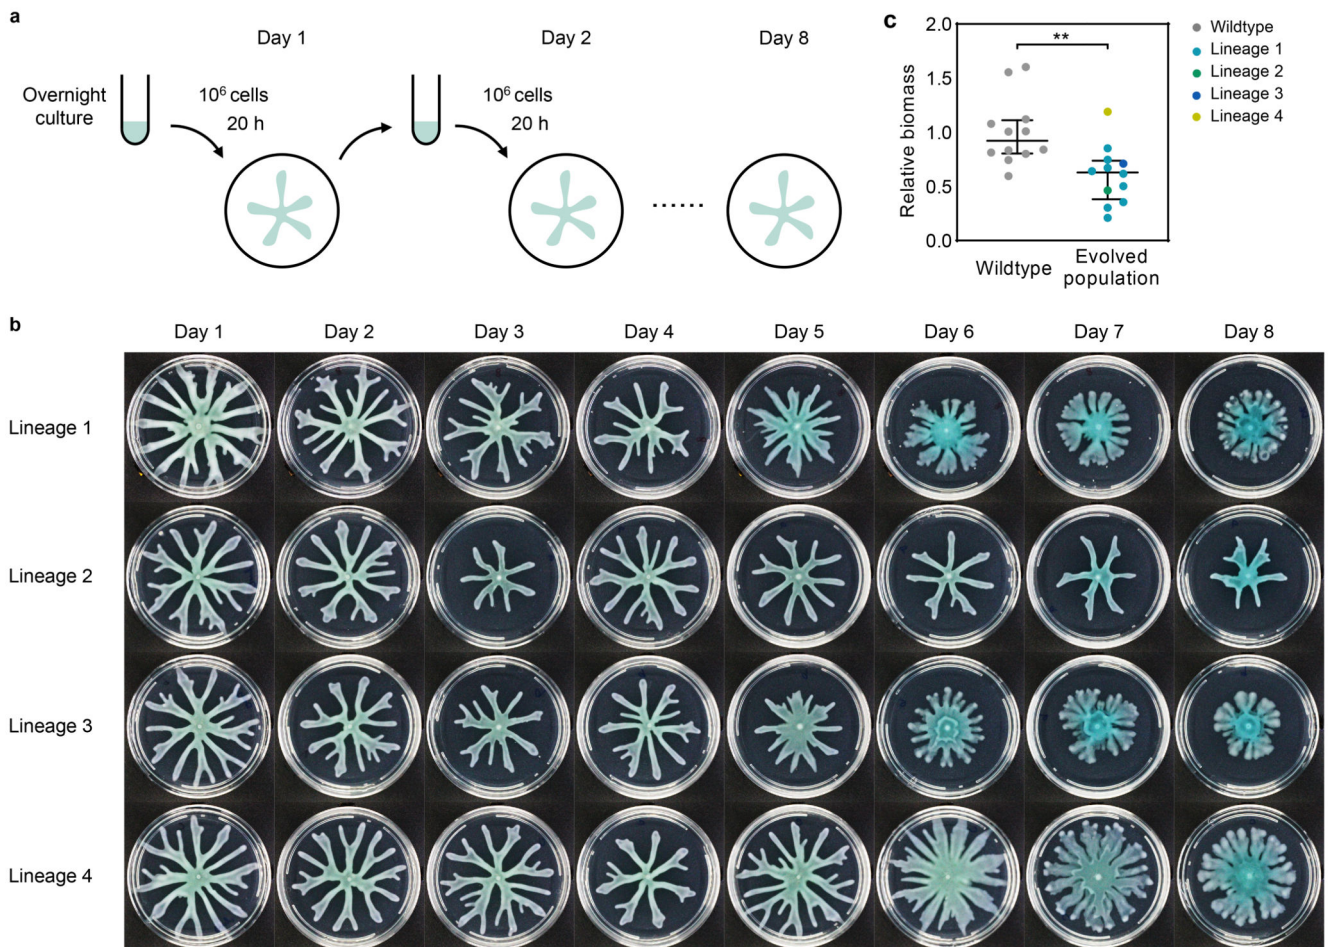 a
Day 1
Day 2
Day 8
Overnight
culture
10⁶ cells
20 h
10⁶ cells
20 h
......
c
2.0
1.5
1.0
0.5
0.0
Relative biomass
**
Wildtype
Evolved
population
Wildtype
Lineage 1
Lineage 2
Lineage 3
Lineage 4
b
Day 1
Day 2
Day 3
Day 4
Day 5
Day 6
Day 7
Day 8
Lineage 1
Lineage 2
Lineage 3
Lineage 4